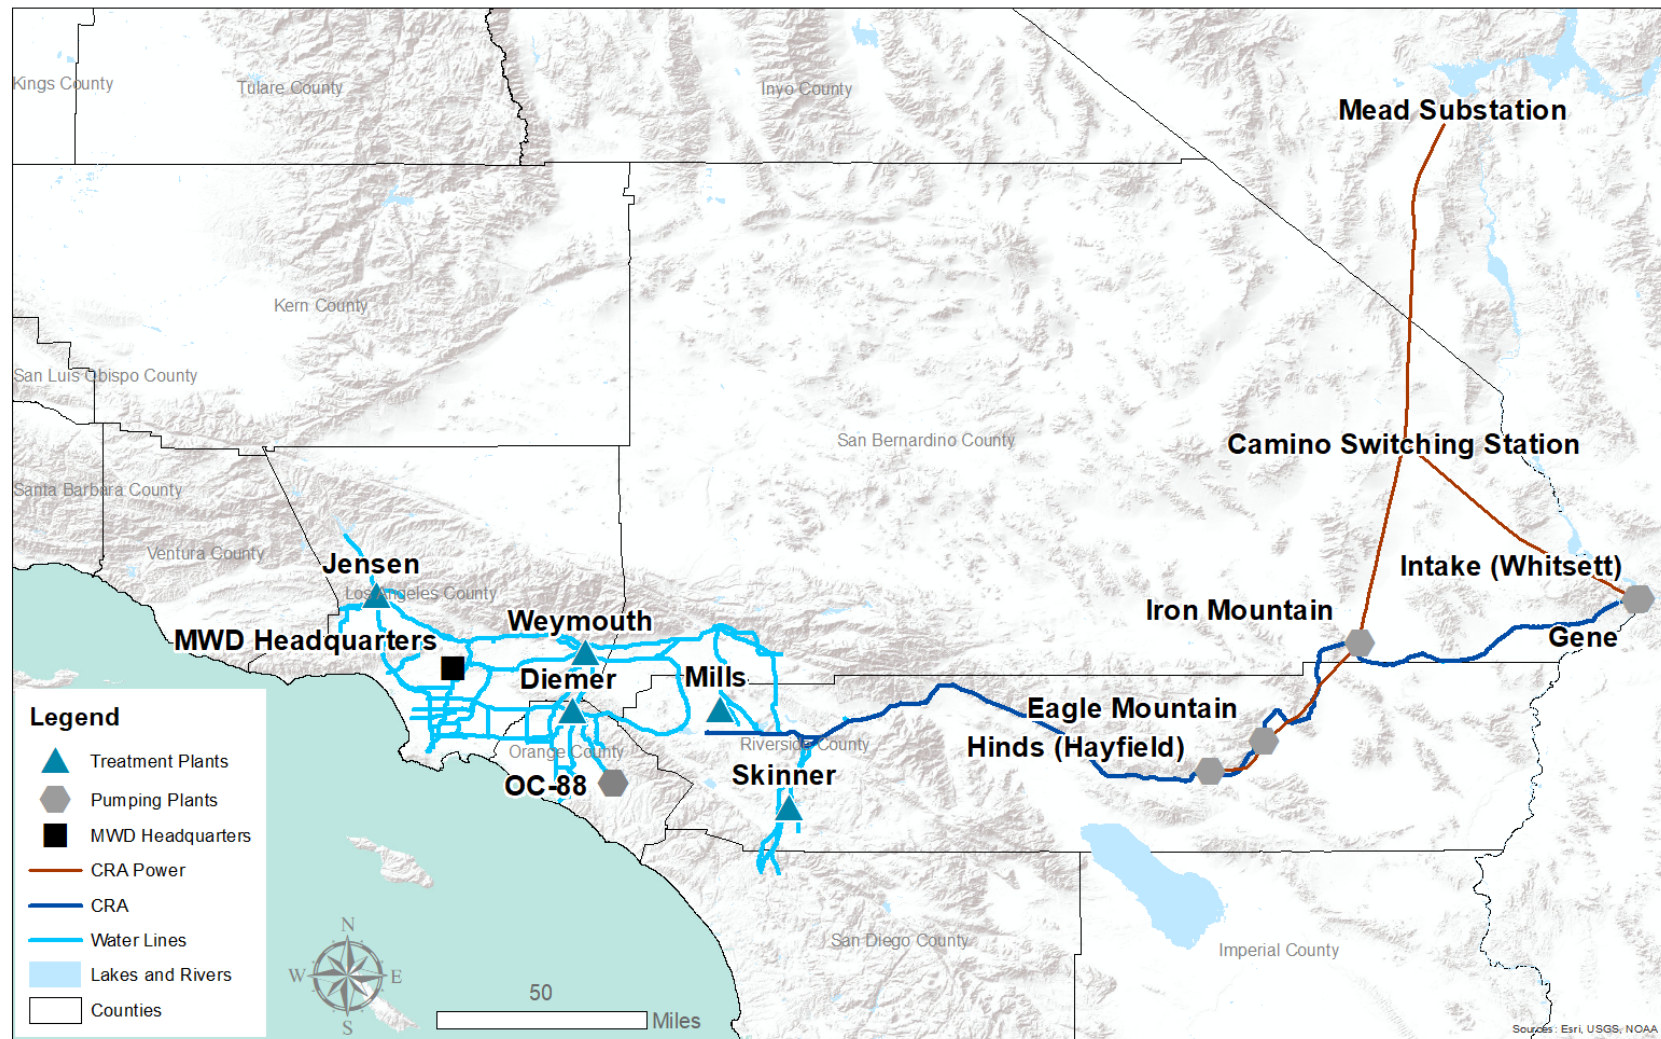 Kings County
Tulare County
Inyo County
Mead Substation
Kern County
San Luis Obispo County
San Bernardino County
Camino Switching Station
Santa Barbara County
Ventura County
Jensen
Los Angeles County
Intake (Whitsett)
Iron Mountain
Weymouth
MWD Headquarters
Gene
Diemer
Mills
Eagle Mountain
Hinds (Hayfield)
Orange County
Riverside County
OC-88
Skinner
San Diego County
Imperial County
Legend
Treatment Plants
Pumping Plants
MWD Headquarters
CRA Power
CRA
Water Lines
Lakes and Rivers
Counties
N
W
E
S
50
Miles
Sources: Esri, USGS, NOAA